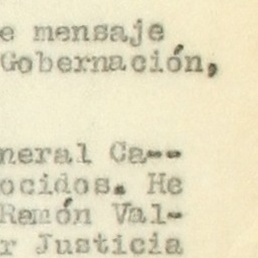 e mensaje
Gobernación,
neral Ca--
ocidos. He
Ramón Val-
r Justicia